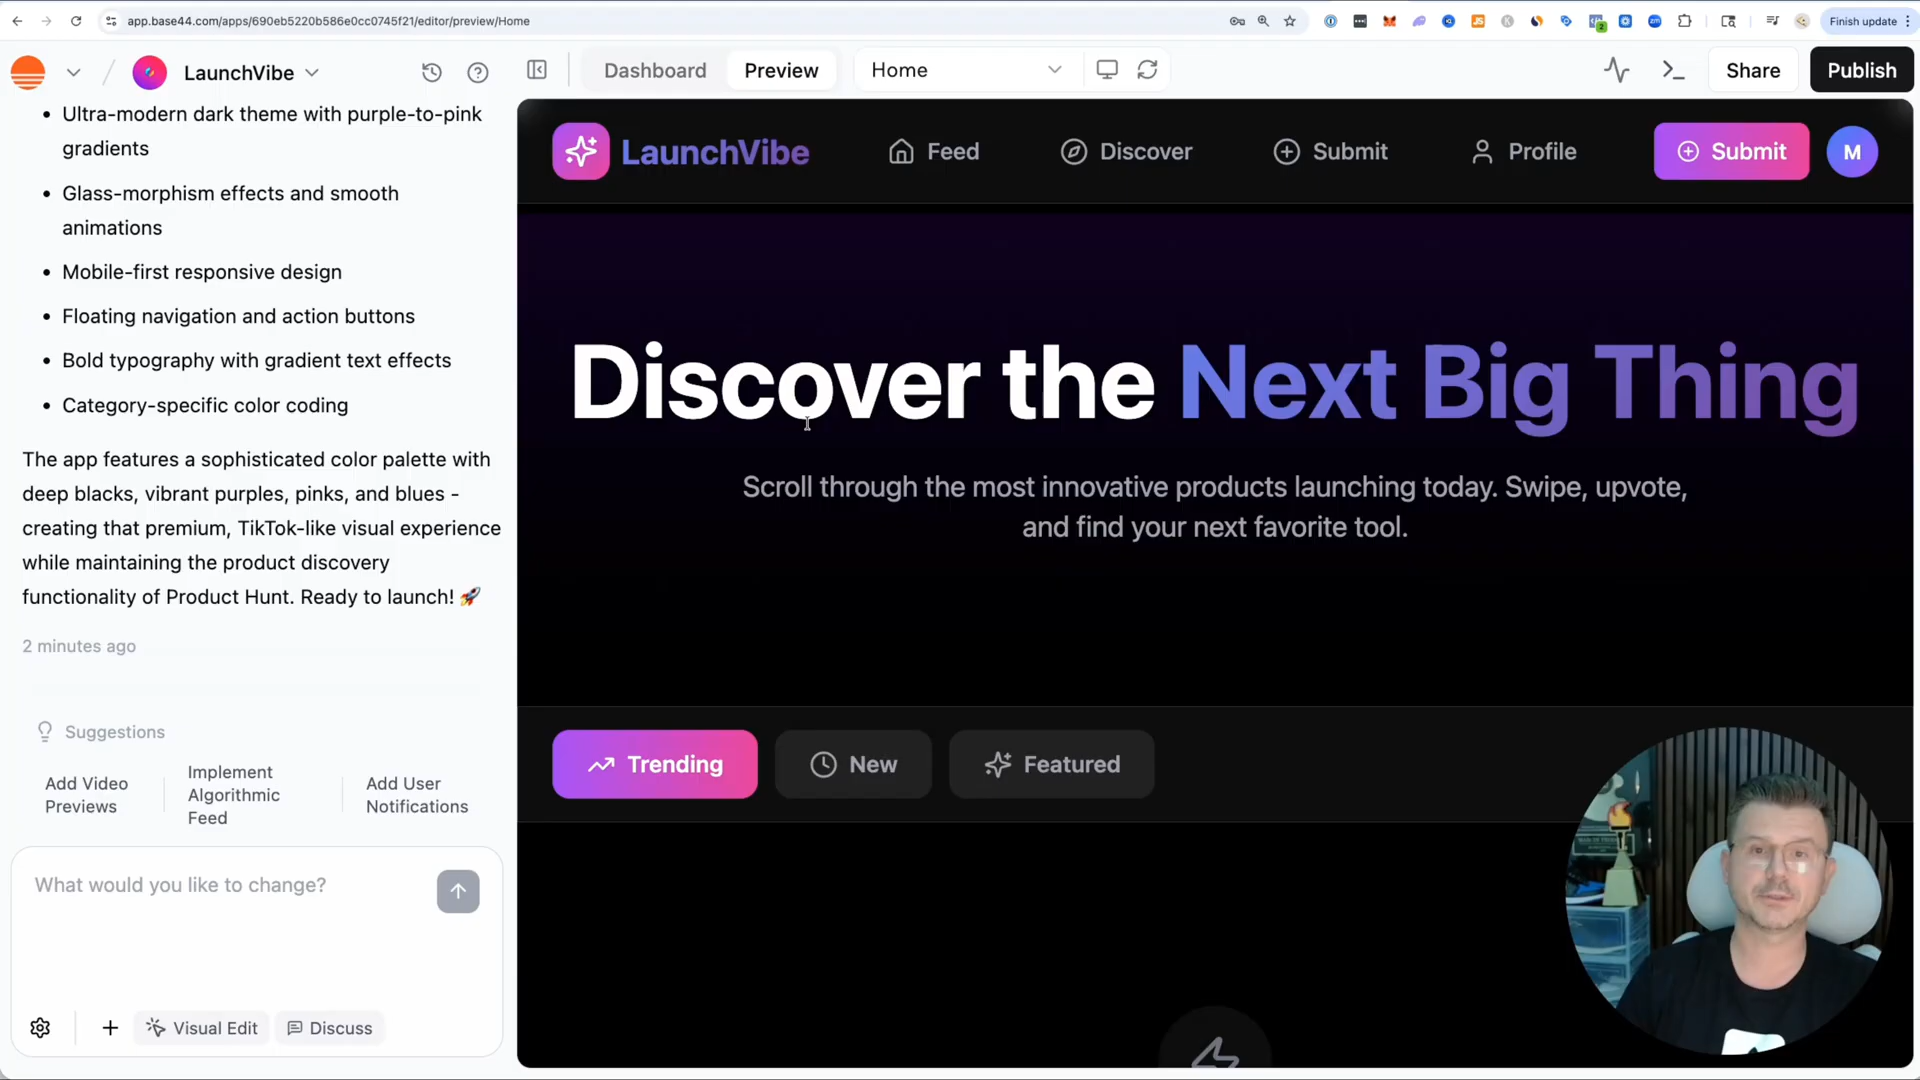 app.base44.com/apps/690eb5220b586e0cc0745f21/editor/preview/Home
Finish update
LaunchVibe
Dashboard
Preview
Home
Share
Publish
Ultra-modern dark theme with purple-to-pink
gradients
Glass-morphism effects and smooth
animations
Mobile-first responsive design
Floating navigation and action buttons
Bold typography with gradient text effects
Category-specific color coding
The app features a sophisticated color palette with
deep blacks, vibrant purples, pinks, and blues -
creating that premium, TikTok-like visual experience
while maintaining the product discovery
functionality of Product Hunt. Ready to launch! 🚀
2 minutes ago
Suggestions
Add Video
Previews
Implement
Algorithmic
Feed
Add User
Notifications
What would you like to change?
Visual Edit
Discuss
LaunchVibe
Feed
Discover
Submit
Profile
Submit
M
Discover the Next Big Thing
Scroll through the most innovative products launching today. Swipe, upvote,
and find your next favorite tool.
Trending
New
Featured